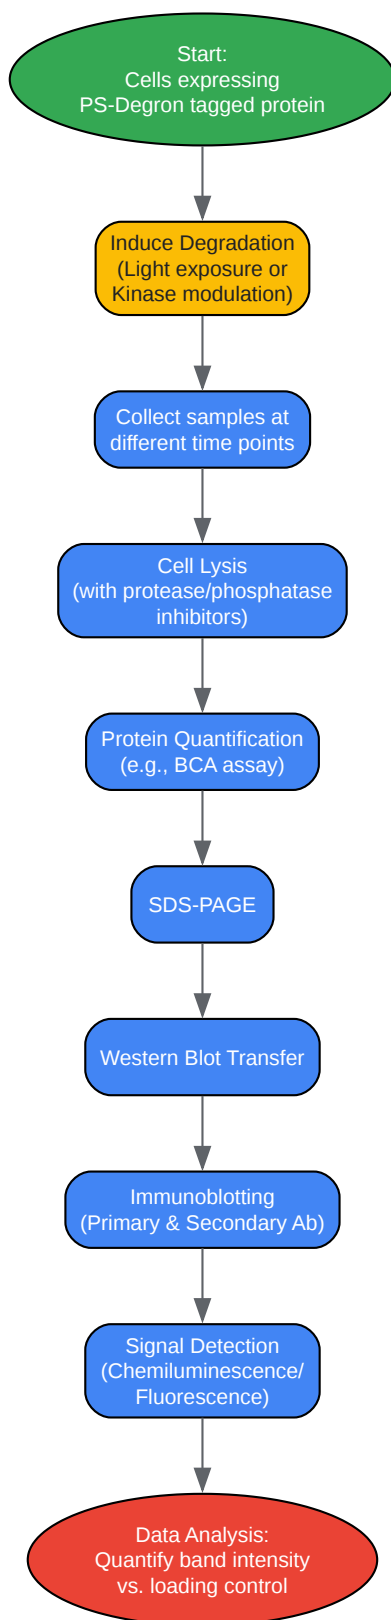 Start:
Cells expressing
PS-Degron tagged protein
Induce Degradation
(Light exposure or
Kinase modulation)
Collect samples at
different time points
Cell Lysis
(with protease/phosphatase
inhibitors)
Protein Quantification
(e.g., BCA assay)
SDS-PAGE
Western Blot Transfer
Immunoblotting
(Primary & Secondary Ab)
Signal Detection
(Chemiluminescence/
Fluorescence)
Data Analysis:
Quantify band intensity
vs. loading control